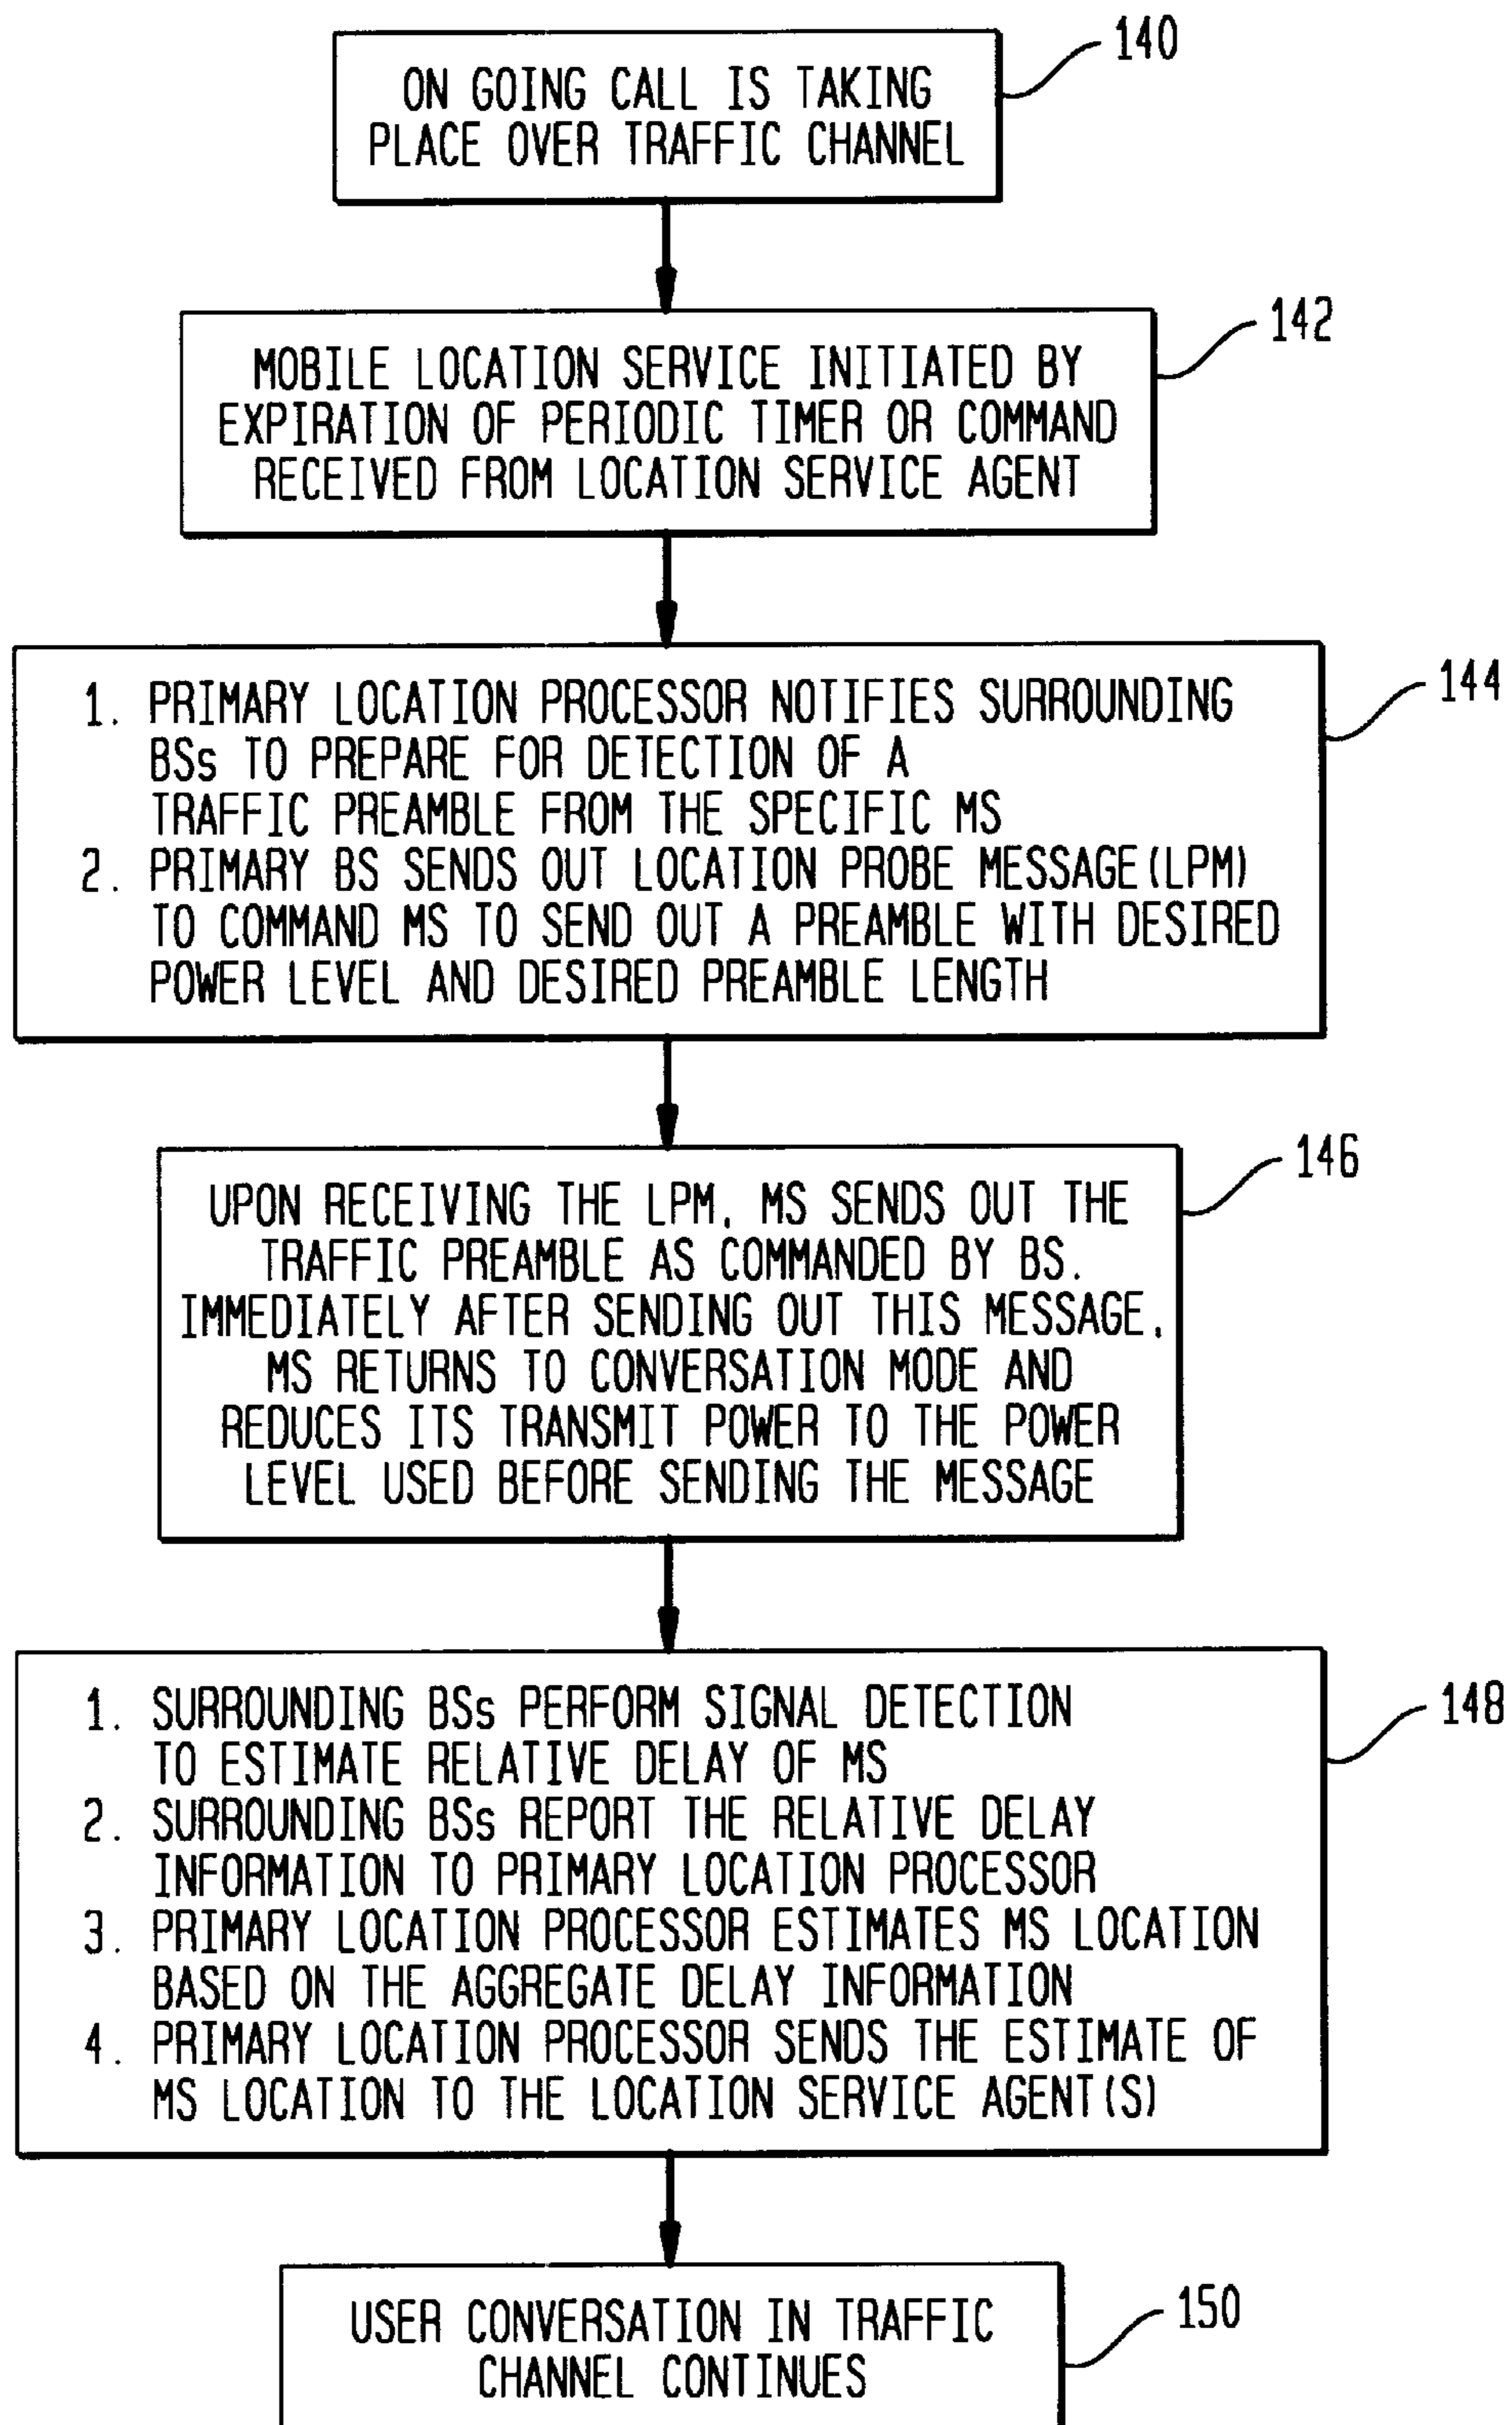 140
ON GOING CALL IS TAKING
PLACE OVER TRAFFIC CHANNEL
142
MOBILE LOCATION SERVICE INITIATED BY
EXPIRATION OF PERIODIC TIMER OR COMMAND
RECEIVED FROM LOCATION SERVICE AGENT
144
1. PRIMARY LOCATION PROCESSOR NOTIFIES SURROUNDING
BSs TO PREPARE FOR DETECTION OF A
TRAFFIC PREAMBLE FROM THE SPECIFIC MS
2. PRIMARY BS SENDS OUT LOCATION PROBE MESSAGE(LPM)
TO COMMAND MS TO SEND OUT A PREAMBLE WITH DESIRED
POWER LEVEL AND DESIRED PREAMBLE LENGTH
146
UPON RECEIVING THE LPM, MS SENDS OUT THE
TRAFFIC PREAMBLE AS COMMANDED BY BS.
IMMEDIATELY AFTER SENDING OUT THIS MESSAGE,
MS RETURNS TO CONVERSATION MODE AND
REDUCES ITS TRANSMIT POWER TO THE POWER
LEVEL USED BEFORE SENDING THE MESSAGE
148
1. SURROUNDING BSs PERFORM SIGNAL DETECTION
TO ESTIMATE RELATIVE DELAY OF MS
2. SURROUNDING BSs REPORT THE RELATIVE DELAY
INFORMATION TO PRIMARY LOCATION PROCESSOR
3. PRIMARY LOCATION PROCESSOR ESTIMATES MS LOCATION
BASED ON THE AGGREGATE DELAY INFORMATION
4. PRIMARY LOCATION PROCESSOR SENDS THE ESTIMATE OF
MS LOCATION TO THE LOCATION SERVICE AGENT(S)
150
USER CONVERSATION IN TRAFFIC
CHANNEL CONTINUES